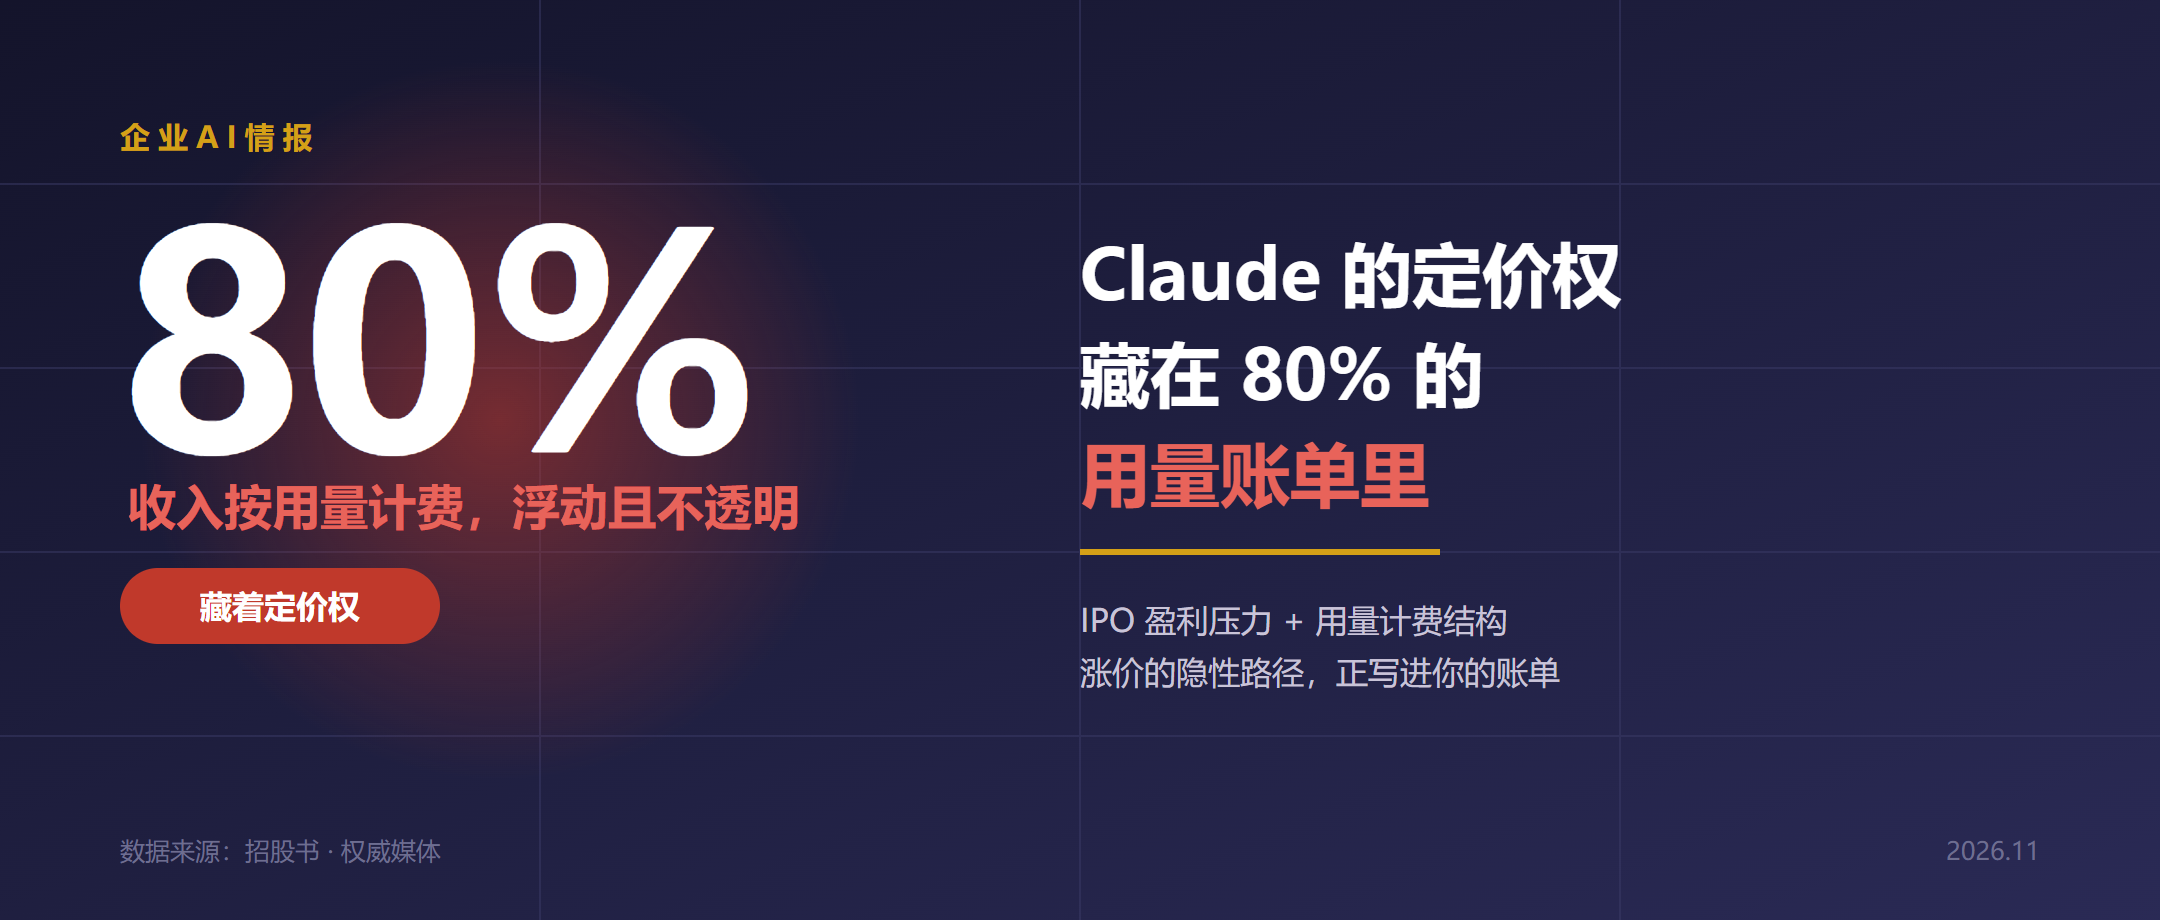 企业AI情报
80%
收入按用量计费，浮动且不透明
藏着定价权
Claude 的定价权
藏在 80% 的
用量账单里
IPO 盈利压力 + 用量计费结构
涨价的隐性路径，正写进你的账单
数据来源：招股书 · 权威媒体
2026.11